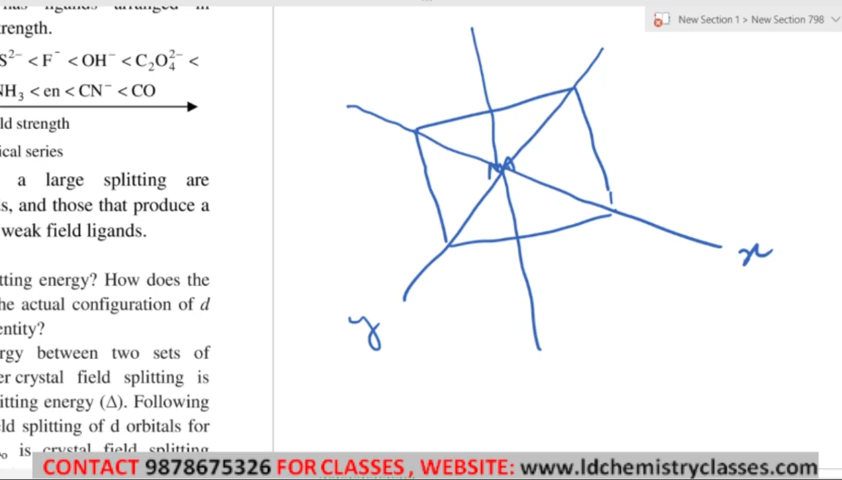 trength.
S²⁻ < F⁻ < OH⁻ < C₂O₄²⁻ <
NH₃ < en < CN⁻ < CO
ld strength
ical series
a large splitting are
s, and those that produce a
weak field ligands.
tting energy? How does the
he actual configuration of d
entity?
rgy between two sets of
er crystal field splitting is
itting energy (Δ). Following
ld splitting of d orbitals for
ₒ is crystal field splitting
New Section 1 > New Section 798
M
x
y
CONTACT 9878675326 FOR CLASSES , WEBSITE: www.ldchemistryclasses.com